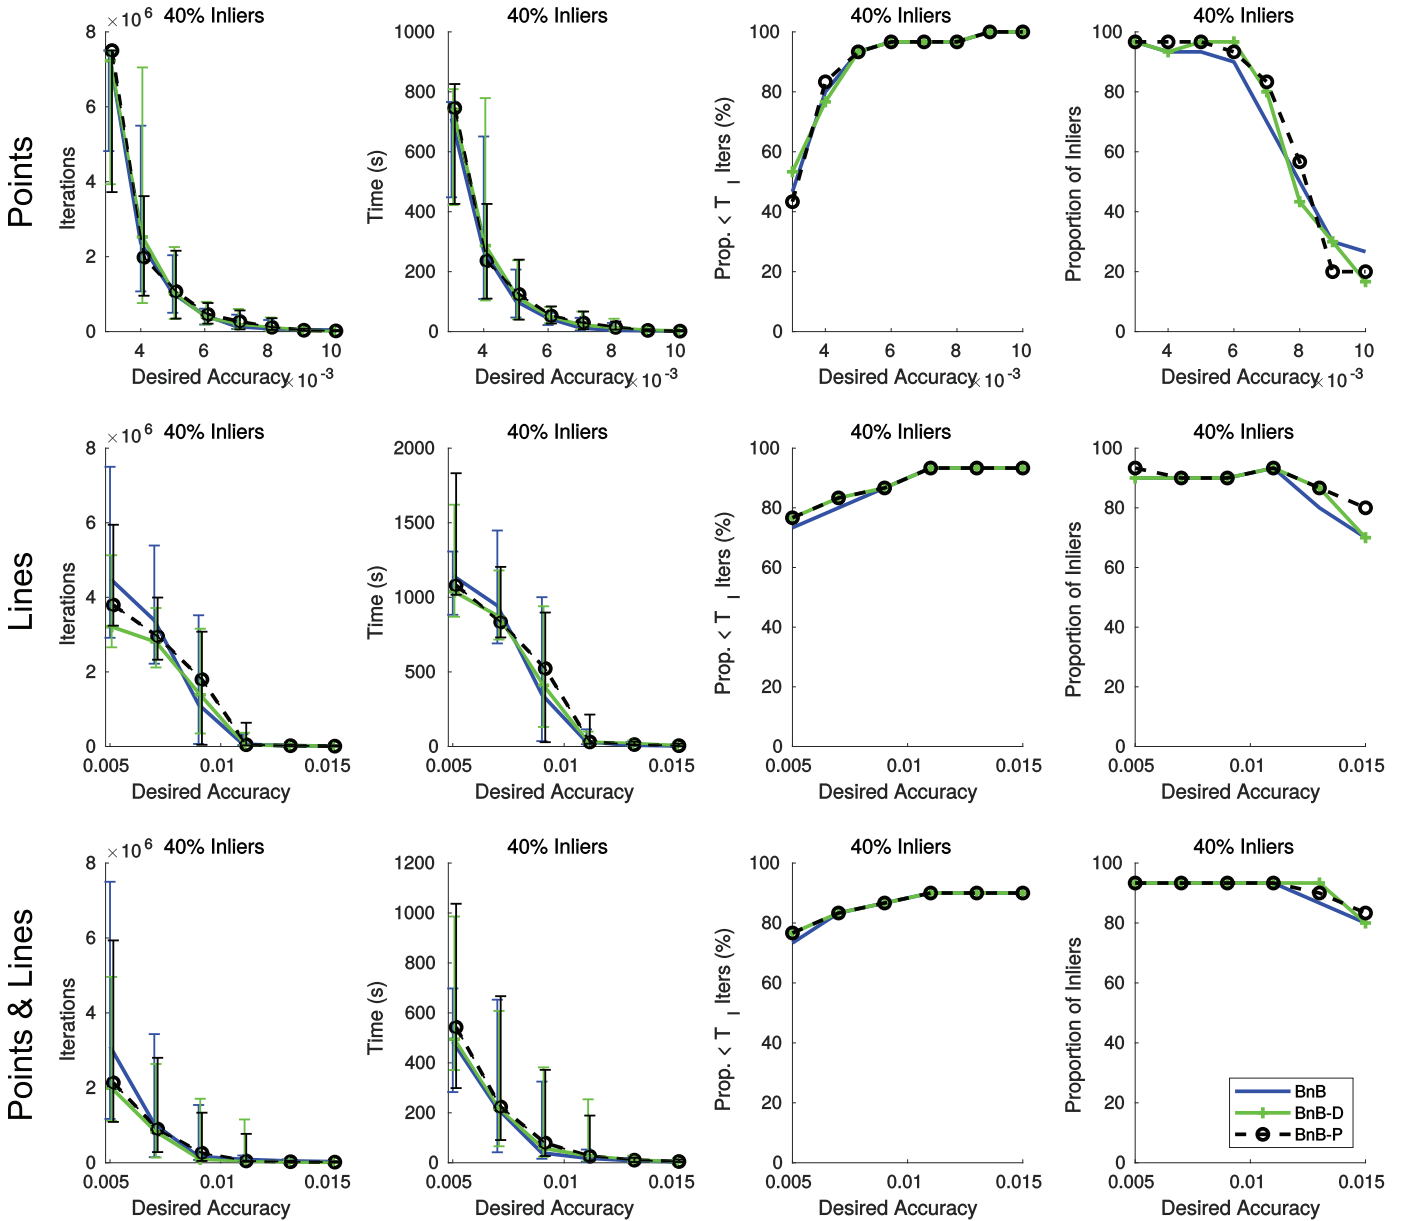 Points
40% Inliers
× 10^6
8
6
4
2
0
Iterations
4 6 8 10
Desired Accuracy ×10^-3
40% Inliers
1000
800
600
400
200
0
Time (s)
4 6 8 10
Desired Accuracy ×10^-3
40% Inliers
100
80
60
40
20
0
Prop. < T_I Iters (%)
4 6 8 10
Desired Accuracy ×10^-3
40% Inliers
100
80
60
40
20
0
Proportion of Inliers
4 6 8 10
Desired Accuracy ×10^-3
Lines
40% Inliers
× 10^6
8
6
4
2
0
Iterations
0.005 0.01 0.015
Desired Accuracy
40% Inliers
2000
1500
1000
500
0
Time (s)
0.005 0.01 0.015
Desired Accuracy
40% Inliers
100
80
60
40
20
0
Prop. < T_I Iters (%)
0.005 0.01 0.015
Desired Accuracy
40% Inliers
100
80
60
40
20
0
Proportion of Inliers
0.005 0.01 0.015
Desired Accuracy
Points & Lines
40% Inliers
× 10^6
8
6
4
2
0
Iterations
0.005 0.01 0.015
Desired Accuracy
40% Inliers
1200
1000
800
600
400
200
0
Time (s)
0.005 0.01 0.015
Desired Accuracy
40% Inliers
100
80
60
40
20
0
Prop. < T_I Iters (%)
0.005 0.01 0.015
Desired Accuracy
40% Inliers
100
80
60
40
20
0
Proportion of Inliers
0.005 0.01 0.015
Desired Accuracy
BnB
BnB-D
BnB-P